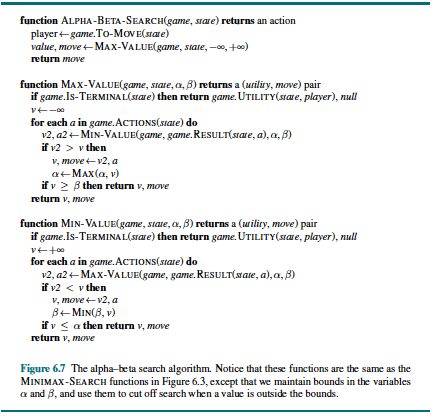 function ALPHA-BETA-SEARCH(game, state) returns an action
player←game.TO-MOVE(state)
value, move←MAX-VALUE(game, state, −∞, +∞)
return move
function MAX-VALUE(game, state, α, β) returns a (utility, move) pair
if game.IS-TERMINAL(state) then return game.UTILITY(state, player), null
v←−∞
for each a in game.ACTIONS(state) do
v2, a2←MIN-VALUE(game, game.RESULT(state, a), α, β)
if v2 > v then
v, move←v2, a
α←MAX(α, v)
if v ≥ β then return v, move
return v, move
function MIN-VALUE(game, state, α, β) returns a (utility, move) pair
if game.IS-TERMINAL(state) then return game.UTILITY(state, player), null
v←+∞
for each a in game.ACTIONS(state) do
v2, a2←MAX-VALUE(game, game.RESULT(state, a), α, β)
if v2 < v then
v, move←v2, a
β←MIN(β, v)
if v ≤ α then return v, move
return v, move
Figure 6.7 The alpha–beta search algorithm. Notice that these functions are the same as the
MINIMAX-SEARCH functions in Figure 6.3, except that we maintain bounds in the variables
α and β, and use them to cut off search when a value is outside the bounds.